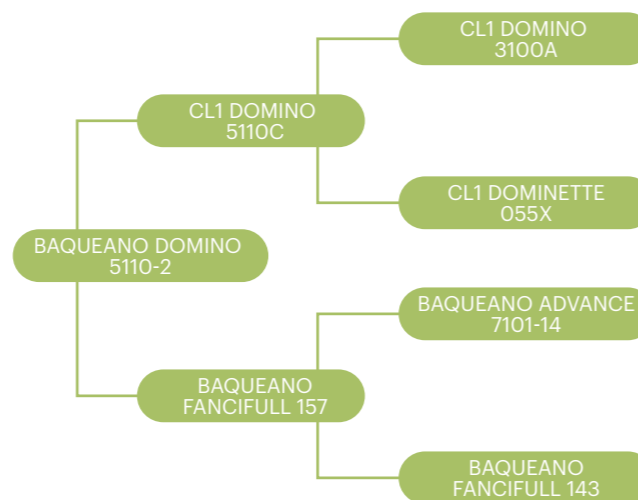 CL1 DOMINO
3100A
CL1 DOMINO
5110C
CL1 DOMINETTE
055X
BAQUEANO DOMINO
5110-2
BAQUEANO ADVANCE
7101-14
BAQUEANO
FANCIFULL 157
BAQUEANO
FANCIFULL 143